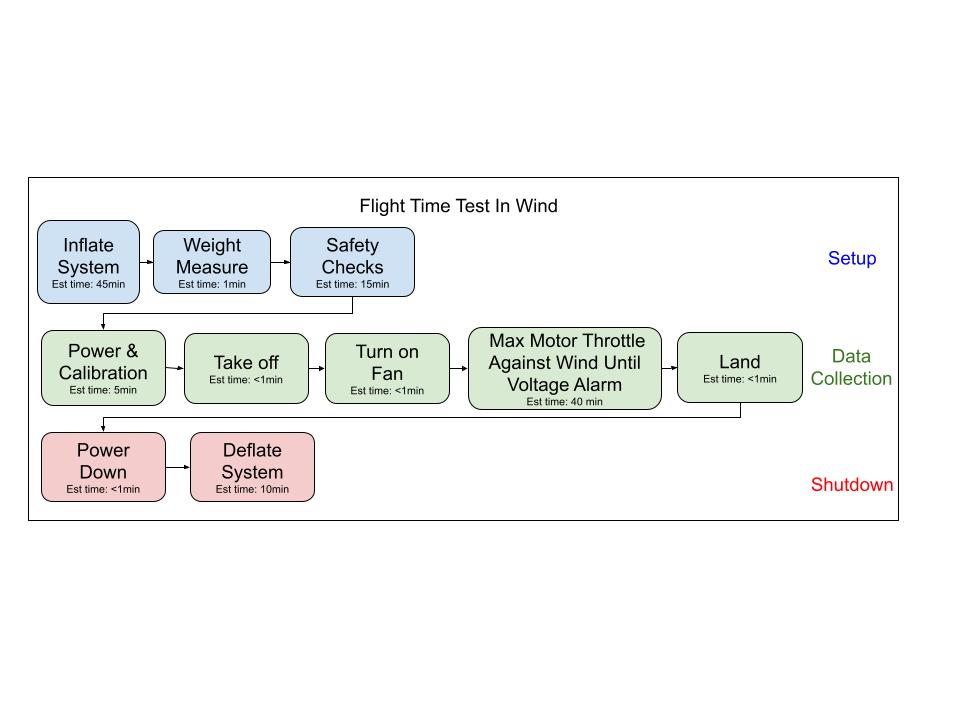 Flight Time Test In Wind
Inflate
System
Est time: 45min
Weight
Measure
Est time: 1min
Safety
Checks
Est time: 15min
Setup
Power &
Calibration
Est time: 5min
Take off
Est time: <1min
Turn on
Fan
Est time: <1min
Max Motor Throttle
Against Wind Until
Voltage Alarm
Est time: 40 min
Land
Est time: <1min
Data
Collection
Power
Down
Est time: <1min
Deflate
System
Est time: 10min
Shutdown